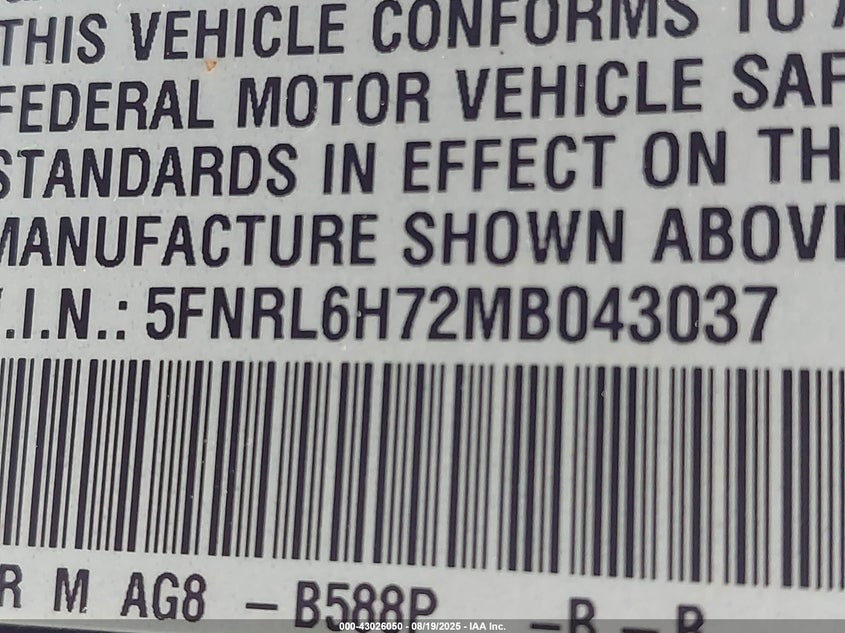 THIS VEHICLE CONFORMS TO A
FEDERAL MOTOR VEHICLE SAF
STANDARDS IN EFFECT ON TH
MANUFACTURE SHOWN ABOVE
.I.N.: 5FNRL6H72MB043037
R M AG8 – B588P – B – B
000-43026050 - 08/19/2025 - IAA Inc.